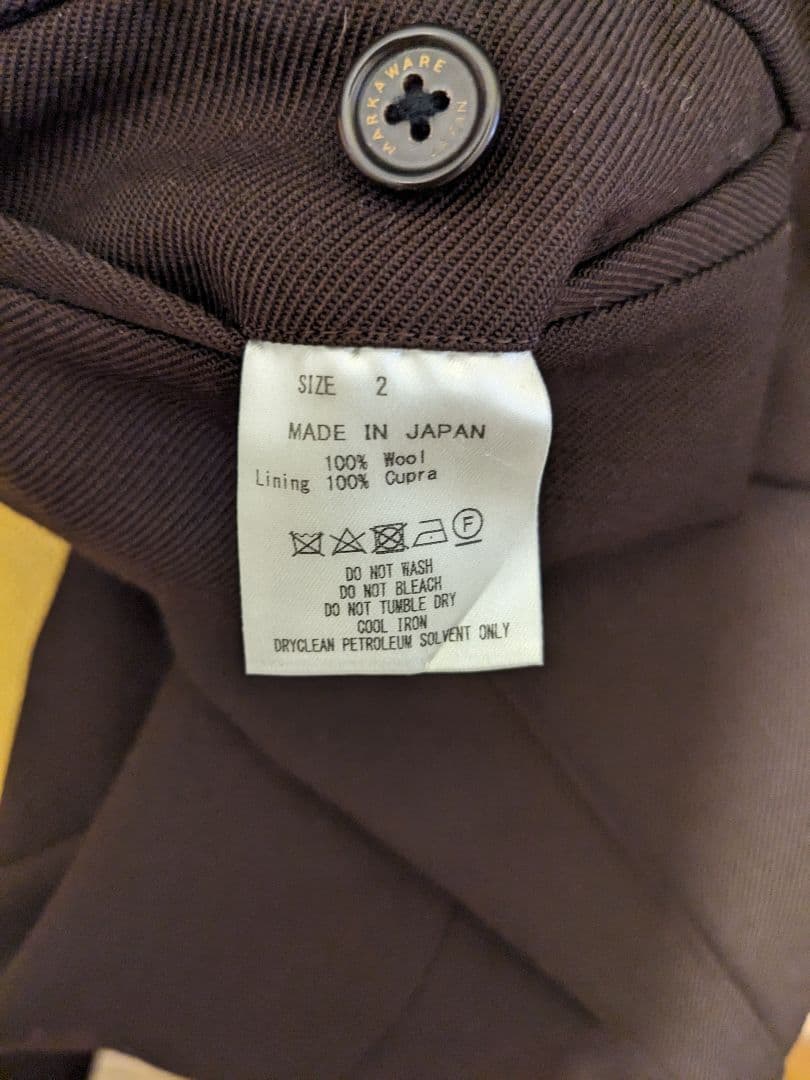 MARKAWARE
JAPAN
SIZE 2
MADE IN JAPAN
100% Wool
Lining 100% Cupra
F
DO NOT WASH
DO NOT BLEACH
DO NOT TUMBLE DRY
COOL IRON
DRYCLEAN PETROLEUM SOLVENT ONLY